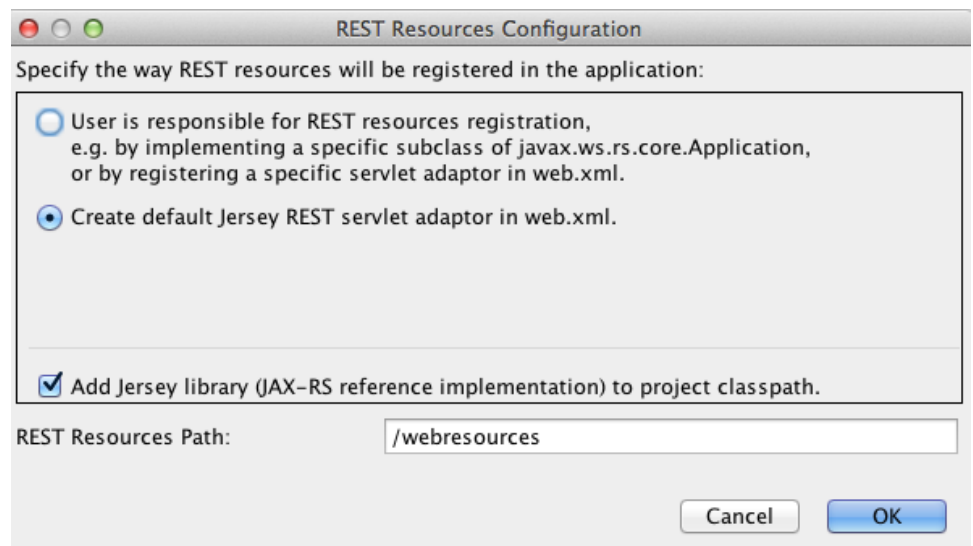 REST Resources Configuration
Specify the way REST resources will be registered in the application:
User is responsible for REST resources registration,
e.g. by implementing a specific subclass of javax.ws.rs.core.Application,
or by registering a specific servlet adaptor in web.xml.
Create default Jersey REST servlet adaptor in web.xml.
Add Jersey library (JAX-RS reference implementation) to project classpath.
REST Resources Path: /webresources
Cancel OK